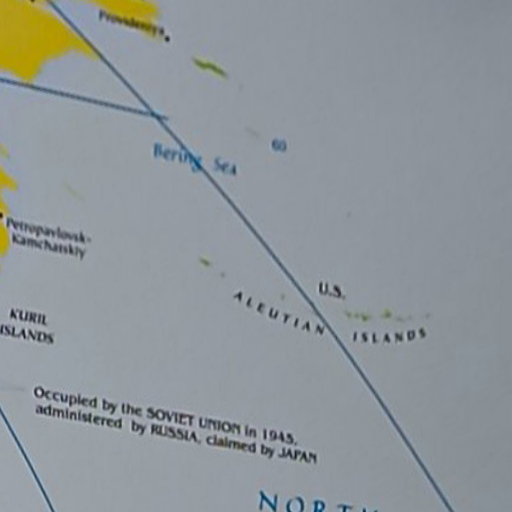 Provideniya
60
Bering Sea
Petropavlovsk-
Kamchatskiy
U.S.
ALEUTIAN ISLANDS
KURIL
ISLANDS
Occupied by the SOVIET UNION in 1945,
administered by RUSSIA, claimed by JAPAN